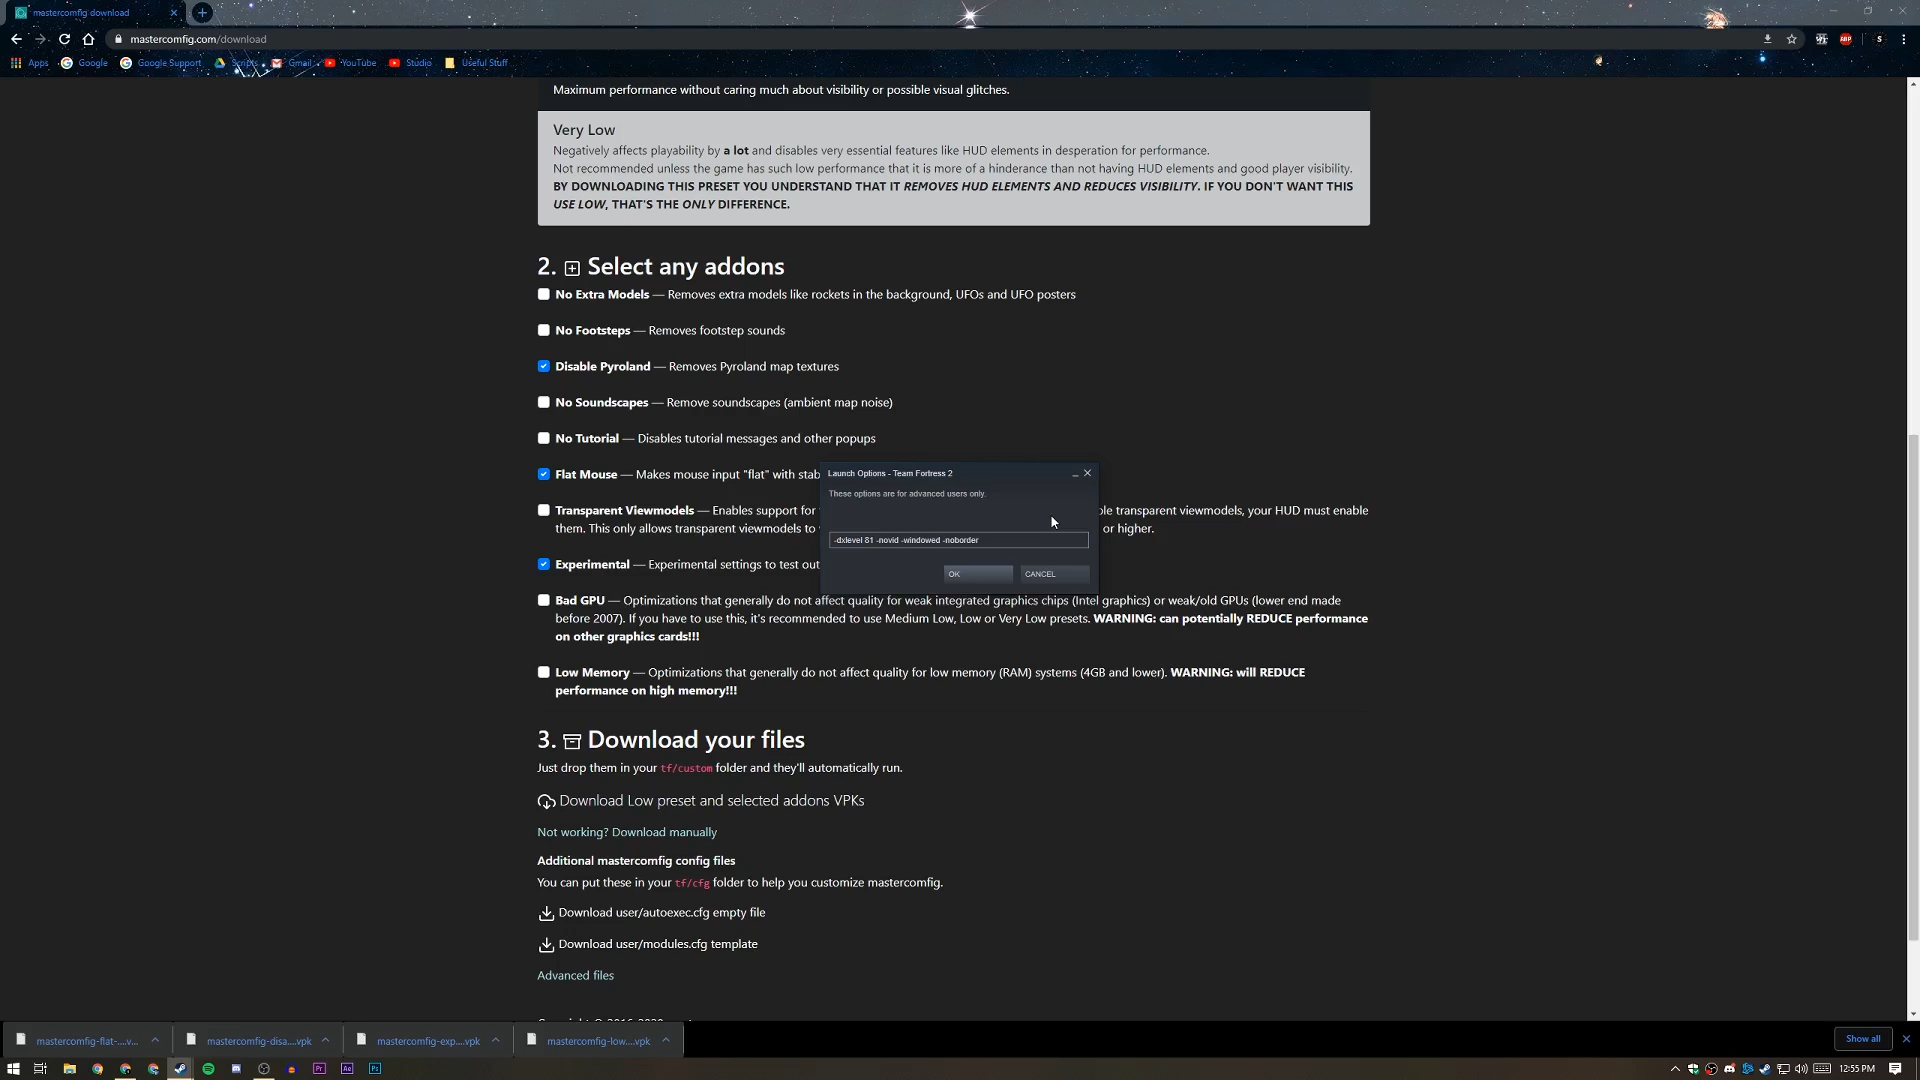 mastercomfig download
mastercomfig.com/download
Apps Google Google Support Scripts Gmail YouTube Studio Useful Stuff
Maximum performance without caring much about visibility or possible visual glitches.
Very Low
Negatively affects playability by a lot and disables very essential features like HUD elements in desperation for performance.
Not recommended unless the game has such low performance that it is more of a hinderance than not having HUD elements and good player visibility.
BY DOWNLOADING THIS PRESET YOU UNDERSTAND THAT IT REMOVES HUD ELEMENTS AND REDUCES VISIBILITY. IF YOU DON'T WANT THIS
USE LOW, THAT'S THE ONLY DIFFERENCE.
2. Select any addons
No Extra Models — Removes extra models like rockets in the background, UFOs and UFO posters
No Footsteps — Removes footstep sounds
Disable Pyroland — Removes Pyroland map textures
No Soundscapes — Remove soundscapes (ambient map noise)
No Tutorial — Disables tutorial messages and other popups
Flat Mouse — Makes mouse input "flat" with stab
Transparent Viewmodels — Enables support for ble transparent viewmodels, your HUD must enable
them. This only allows transparent viewmodels to or higher.
Experimental — Experimental settings to test out
Launch Options - Team Fortress 2
These options are for advanced users only.
-dxlevel 81 -novid -windowed -noborder
OK CANCEL
Bad GPU — Optimizations that generally do not affect quality for weak integrated graphics chips (Intel graphics) or weak/old GPUs (lower end made
before 2007). If you have to use this, it's recommended to use Medium Low, Low or Very Low presets. WARNING: can potentially REDUCE performance
on other graphics cards!!!
Low Memory — Optimizations that generally do not affect quality for low memory (RAM) systems (4GB and lower). WARNING: will REDUCE
performance on high memory!!!
3. Download your files
Just drop them in your tf/custom folder and they'll automatically run.
Download Low preset and selected addons VPKs
Not working? Download manually
Additional mastercomfig config files
You can put these in your tf/cfg folder to help you customize mastercomfig.
Download user/autoexec.cfg empty file
Download user/modules.cfg template
Advanced files
mastercomfig-flat-....v... mastercomfig-disa....vpk mastercomfig-exp....vpk mastercomfig-low....vpk Show all
12:55 PM